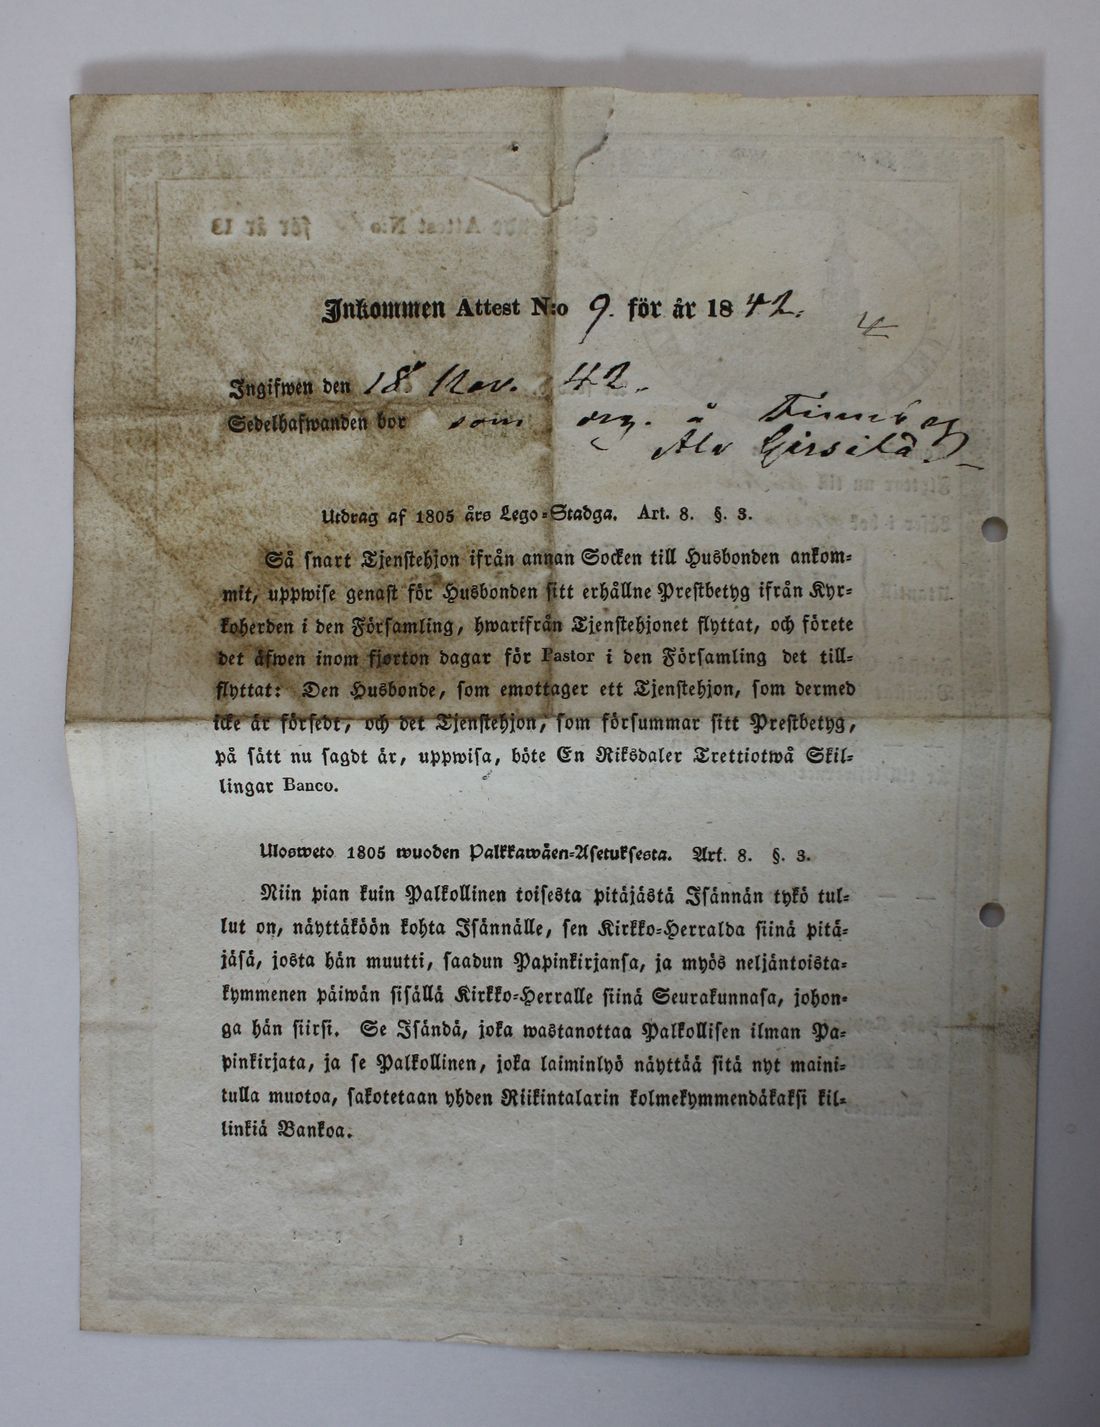 Inkommen Attest N:o 9. för år 1842.
Ingifwen den 18 Nov. 42.
Sedelhafwanden bor som å
Utdrag af 1805 års Lego=Stadga. Art. 8. §. 3.
Så snart Tjenstehjon ifrån annan Socken till Husbonden ankom=
mit, uppwise genast för Husbonden sitt erhållne Prestbetyg ifrån Kyr=
koherden i den Församling, hwarifrån Tjenstehjonet flyttat, och förete
det äfwen inom fjorton dagar för Pastor i den Församling det till=
flyttat: Den Husbonde, som emottager ett Tjenstehjon, som dermed
icke är försedt, och det Tjenstehjon, som försummar sitt Prestbetyg,
på sätt nu sagdt är, uppwisa, böte En Riksdaler Trettiotwå Skil=
lingar Banco.
Ulosweto 1805 wuoden Palkkawäen=Asetuksesta. Art. 8. §. 3.
Niin pian kuin Palkollinen toisesta pitäjästä Isännän tykö tul=
lut on, näyttäköön kohta Isännälle, sen Kirkko=Herralda siinä pitä=
jäsä, josta hän muutti, saadun Papinkirjansa, ja myös neljäntoista=
kymmenen päiwän sisällä Kirkko=Herralle siinä Seurakunnasa, johon=
ga hän siirsi. Se Isändä, joka wastanottaa Palkollisen ilman Pa=
pinkirjata, ja se Palkollinen, joka laiminlyö näyttää sitä nyt maini=
tulla muotoa, sakotetaan yhden Riikintalarin kolmekymmendäkaksi kil=
linkiä Bankoa.